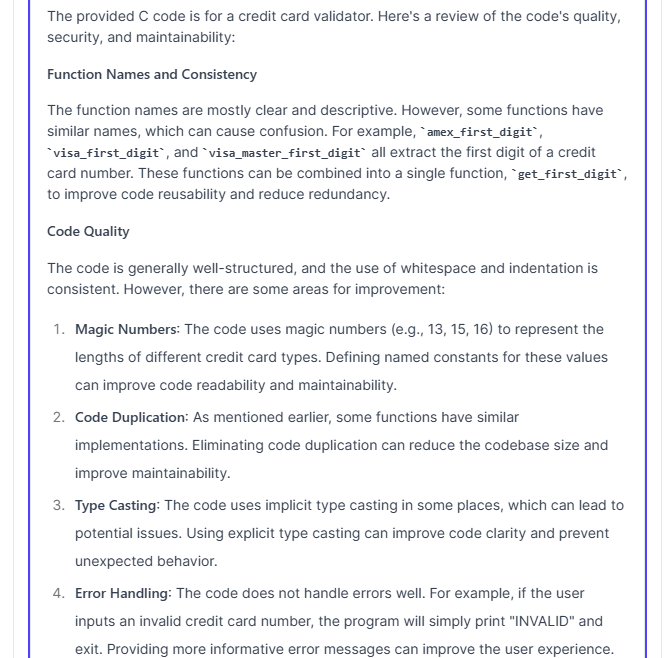 The provided C code is for a credit card validator. Here's a review of the code's quality,
security, and maintainability:
Function Names and Consistency
The function names are mostly clear and descriptive. However, some functions have
similar names, which can cause confusion. For example, `amex_first_digit`,
`visa_first_digit`, and `visa_master_first_digit` all extract the first digit of a credit
card number. These functions can be combined into a single function, `get_first_digit`,
to improve code reusability and reduce redundancy.
Code Quality
The code is generally well-structured, and the use of whitespace and indentation is
consistent. However, there are some areas for improvement:
1. Magic Numbers: The code uses magic numbers (e.g., 13, 15, 16) to represent the
lengths of different credit card types. Defining named constants for these values
can improve code readability and maintainability.
2. Code Duplication: As mentioned earlier, some functions have similar
implementations. Eliminating code duplication can reduce the codebase size and
improve maintainability.
3. Type Casting: The code uses implicit type casting in some places, which can lead to
potential issues. Using explicit type casting can improve code clarity and prevent
unexpected behavior.
4. Error Handling: The code does not handle errors well. For example, if the user
inputs an invalid credit card number, the program will simply print "INVALID" and
exit. Providing more informative error messages can improve the user experience.